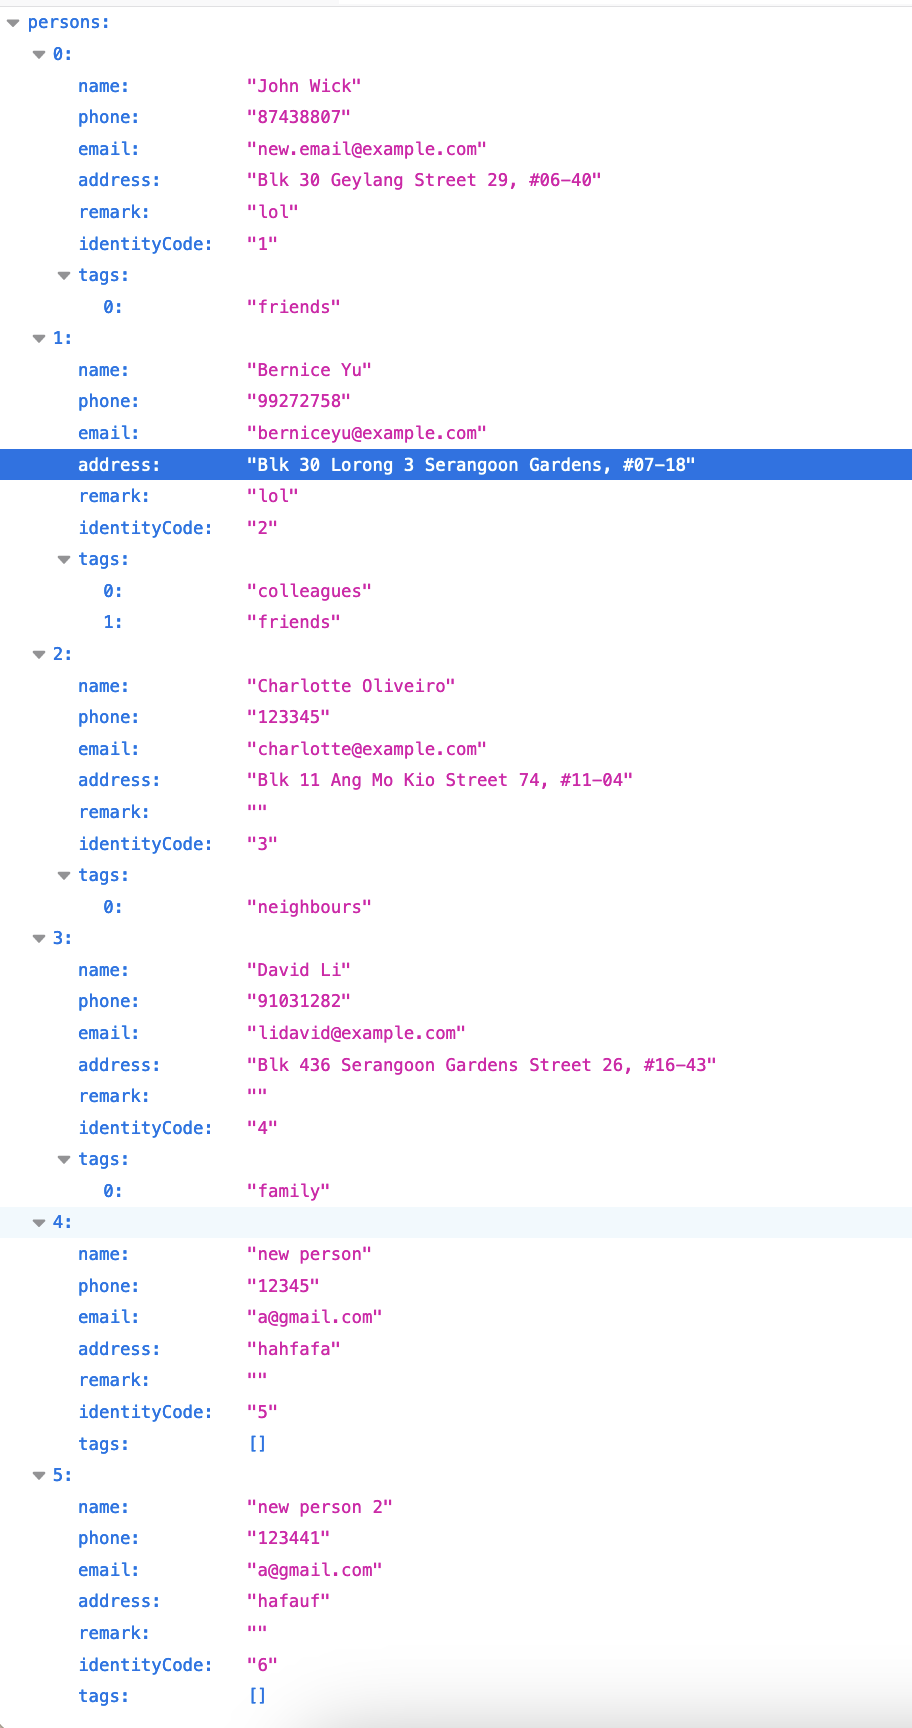 persons:
0:
name: "John Wick"
phone: "87438807"
email: "new.email@example.com"
address: "Blk 30 Geylang Street 29, #06-40"
remark: "lol"
identityCode: "1"
tags:
0: "friends"
1:
name: "Bernice Yu"
phone: "99272758"
email: "berniceyu@example.com"
address: "Blk 30 Lorong 3 Serangoon Gardens, #07-18"
remark: "lol"
identityCode: "2"
tags:
0: "colleagues"
1: "friends"
2:
name: "Charlotte Oliveiro"
phone: "123345"
email: "charlotte@example.com"
address: "Blk 11 Ang Mo Kio Street 74, #11-04"
remark: ""
identityCode: "3"
tags:
0: "neighbours"
3:
name: "David Li"
phone: "91031282"
email: "lidavid@example.com"
address: "Blk 436 Serangoon Gardens Street 26, #16-43"
remark: ""
identityCode: "4"
tags:
0: "family"
4:
name: "new person"
phone: "12345"
email: "a@gmail.com"
address: "hahfafa"
remark: ""
identityCode: "5"
tags: []
5:
name: "new person 2"
phone: "123441"
email: "a@gmail.com"
address: "hafauf"
remark: ""
identityCode: "6"
tags: []